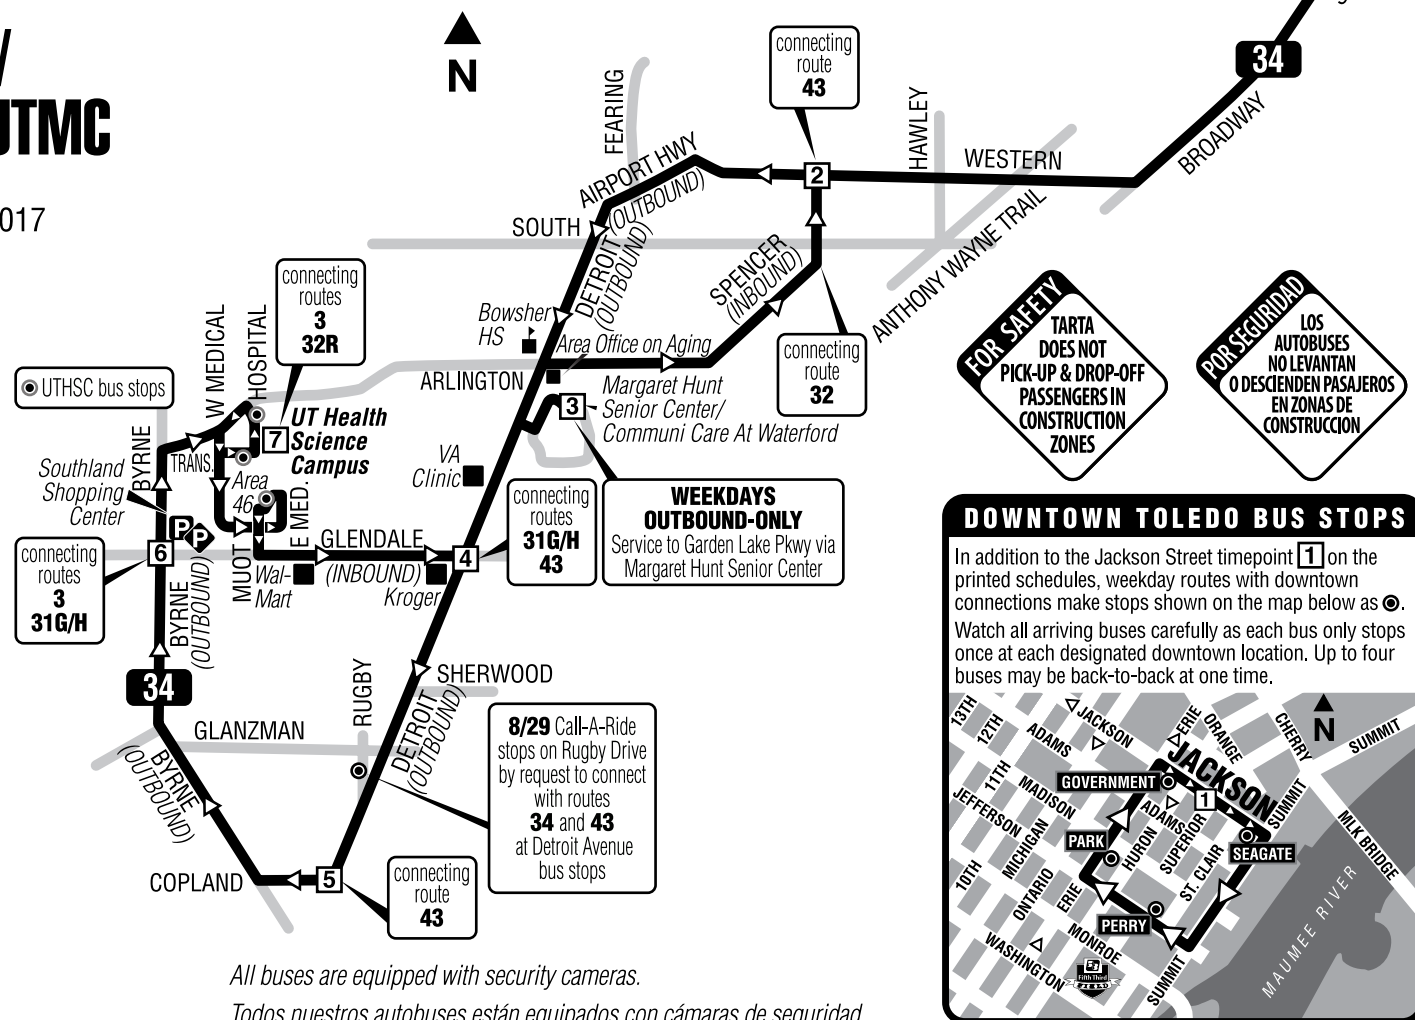 UTMC
017
N
connecting
route
43
34
FEARING
HAWLEY
WESTERN
BROADWAY
AIRPORT HWY
(OUTBOUND)
2
SOUTH
ANTHONY WAYNE TRAIL
DETROIT
(OUTBOUND)
SPENCER
(INBOUND)
connecting
routes
3
32R
Bowsher
HS
Area Office on Aging
ARLINGTON
connecting
route
32
UTHSC bus stops
W MEDICAL
HOSPITAL
7
UT Health
Science
Campus
3
Margaret Hunt
Senior Center/
Communi Care At Waterford
BYRNE
TRANS.
Southland
Shopping
Center
Area
46
VA
Clinic
P
P
E MED.
MUOT
connecting
routes
31G/H
43
WEEKDAYS
OUTBOUND-ONLY
Service to Garden Lake Pkwy via
Margaret Hunt Senior Center
connecting
routes
3
31G/H
6
GLENDALE
(INBOUND)
4
Wal-
Mart
Kroger
BYRNE
(OUTBOUND)
34
RUGBY
SHERWOOD
DETROIT
(OUTBOUND)
GLANZMAN
BYRNE
(OUTBOUND)
8/29 Call-A-Ride
stops on Rugby Drive
by request to connect
with routes
34 and 43
at Detroit Avenue
bus stops
COPLAND
5
connecting
route
43
All buses are equipped with security cameras.
Todos nuestros autobuses están equipados con cámaras de seguridad
FOR SAFETY
TARTA
DOES NOT
PICK-UP & DROP-OFF
PASSENGERS IN
CONSTRUCTION
ZONES
POR SEGURIDAD
LOS
AUTOBUSES
NO LEVANTAN
O DESCIENDEN PASAJEROS
EN ZONAS DE
CONSTRUCCION
DOWNTOWN TOLEDO BUS STOPS
In addition to the Jackson Street timepoint 1 on the
printed schedules, weekday routes with downtown
connections make stops shown on the map below as .
Watch all arriving buses carefully as each bus only stops
once at each designated downtown location. Up to four
buses may be back-to-back at one time.
13TH
12TH
ADAMS
JACKSON
ERIE
ORANGE
CHERRY
N
SUMMIT
11TH
JACKSON
GOVERNMENT
1
MADISON
JEFFERSON
ADAMS
SUMMIT
MICHIGAN
PARK
HURON
SUPERIOR
SEAGATE
MLK BRIDGE
10TH
ONTARIO
ERIE
ST. CLAIR
PERRY
MONROE
WASHINGTON
SUMMIT
MAUMEE RIVER
Fifth Third